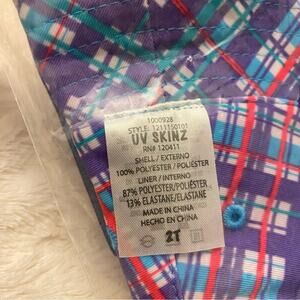 1000928
STYLE: 1211150101
UV SKINZ
RN# 120411
SHELL / EXTERNO
100% POLYESTER / POLIÉSTER
LINER / INTERNO
87% POLYESTER/POLIÉSTER
13% ELASTANE/ELASTANE
MADE IN CHINA
HECHO EN CHINA
2T